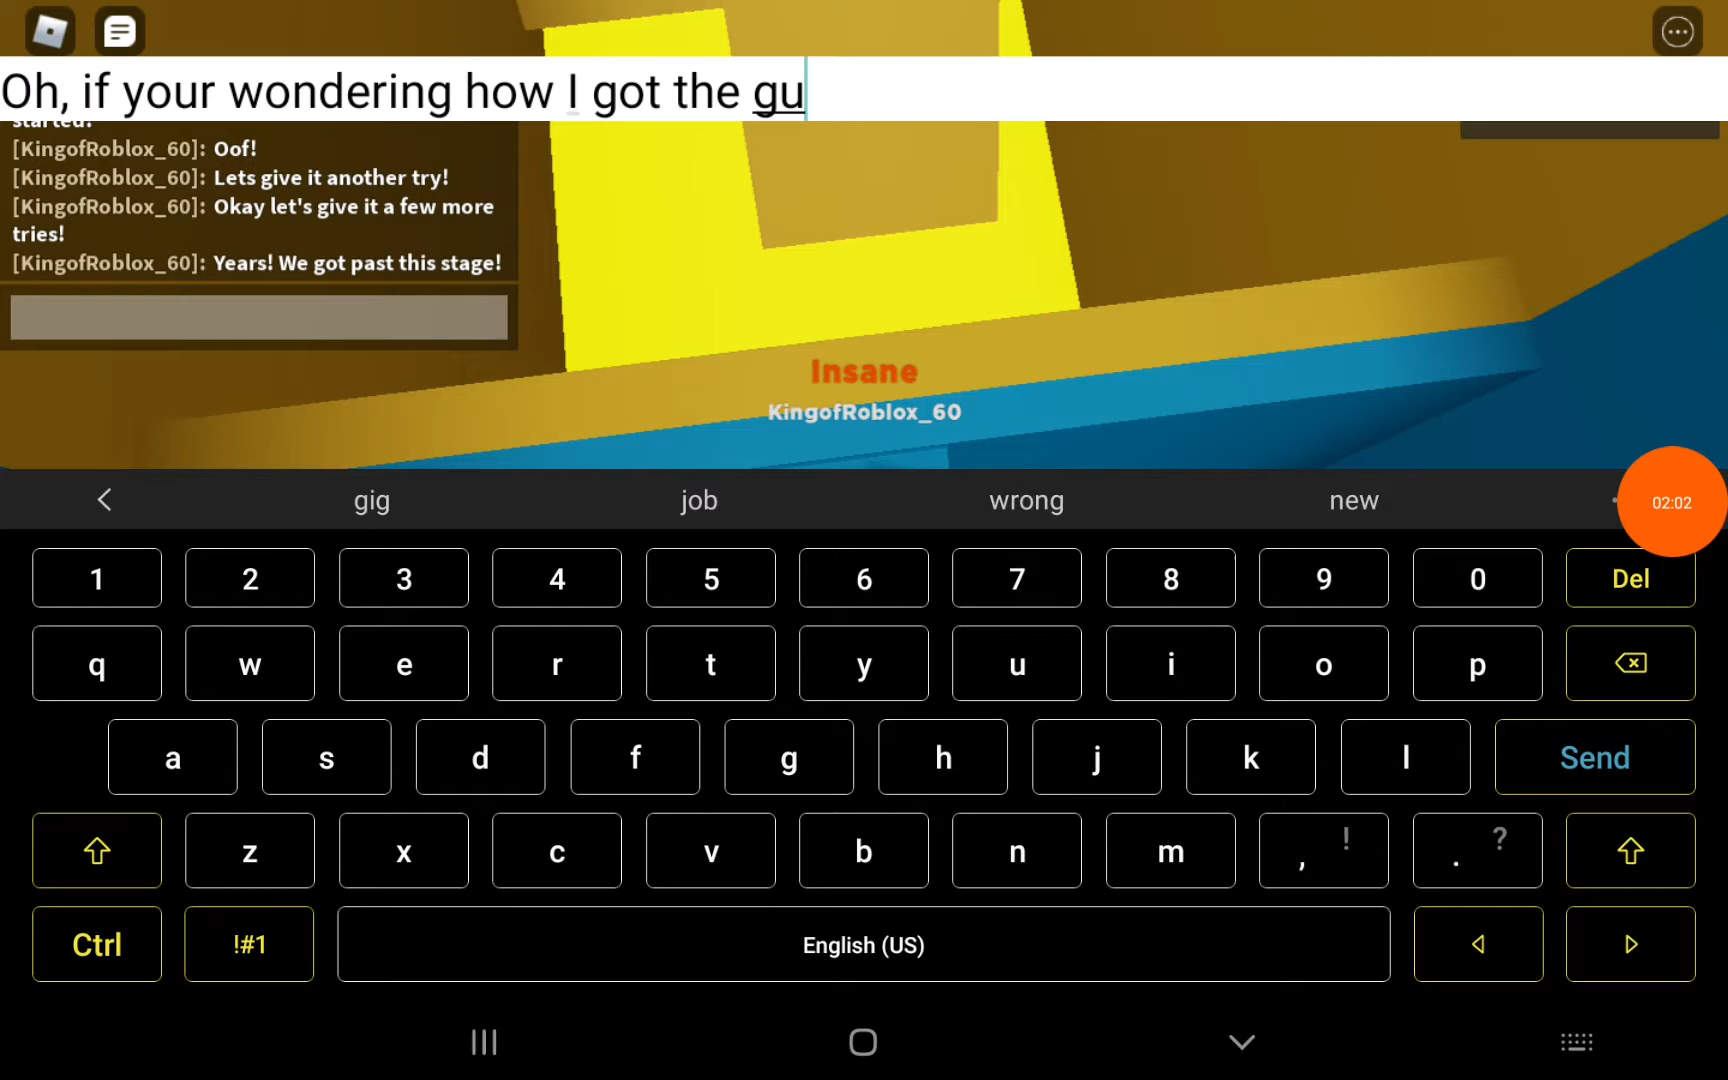 Oh, if your wondering how I got the gu
started!
[KingofRoblox_60]: Oof!
[KingofRoblox_60]: Lets give it another try!
[KingofRoblox_60]: Okay let's give it a few more
tries!
[KingofRoblox_60]: Years! We got past this stage!
Insane
KingofRoblox_60
gig job wrong new
02:02
1 2 3 4 5 6 7 8 9 0 Del
q w e r t y u i o p
a s d f g h j k l Send
z x c v b n m , ! . ?
Ctrl !#1 English (US)